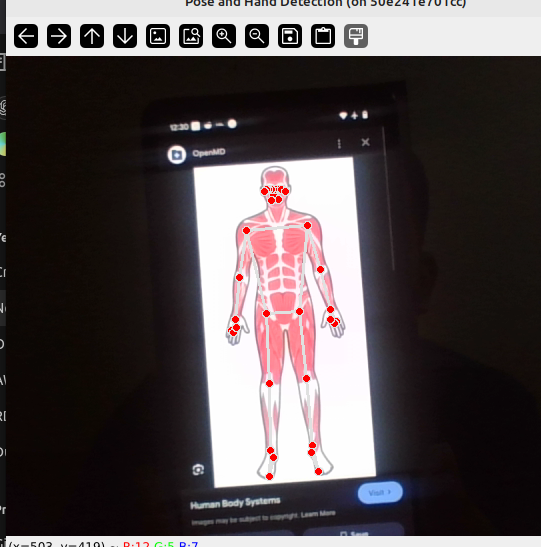 Pose and Hand Detection (on 50e241e701cc)
12:30
OpenMD
Visit >
Human Body Systems
Images may be subject to copyright. Learn More
Save
(x=503, y=419) ~ R:12 G:5 B:7